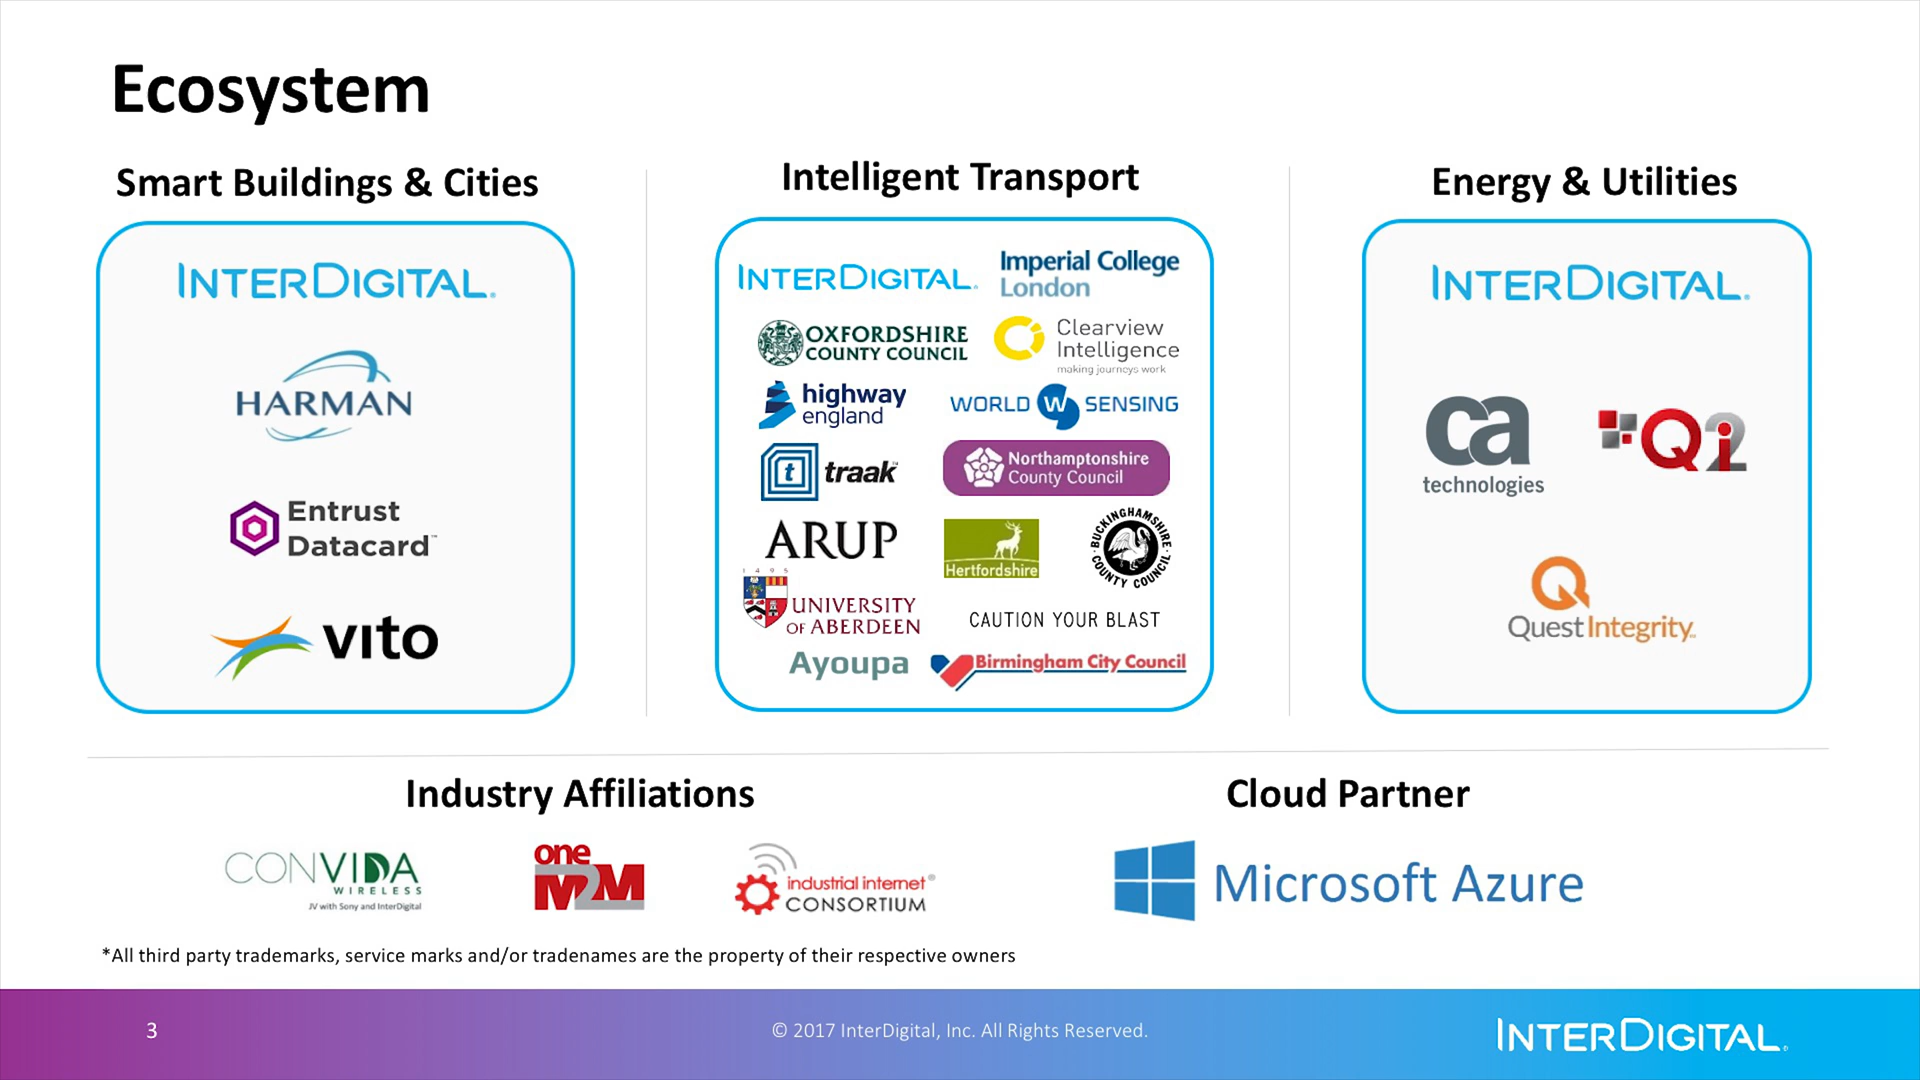 Ecosystem
Smart Buildings & Cities
INTERDIGITAL.
HARMAN
Entrust
Datacard™
vito
Intelligent Transport
INTERDIGITAL.
Imperial College
London
OXFORDSHIRE
COUNTY COUNCIL
Clearview
Intelligence
making journeys work
highway
england
WORLD W SENSING
t traak™
Northamptonshire
County Council
ARUP
Hertfordshire
BUCKINGHAMSHIRE
COUNTY COUNCIL
1495
UNIVERSITY
OF ABERDEEN
CAUTION YOUR BLAST
Ayoupa
Birmingham City Council
Energy & Utilities
INTERDIGITAL.
ca
technologies
Qi2
Quest Integrity
Industry Affiliations
CONVIDA
WIRELESS
JV with Sony and InterDigital
one
M2M
industrial internet®
CONSORTIUM
Cloud Partner
Microsoft Azure
*All third party trademarks, service marks and/or tradenames are the property of their respective owners
3
© 2017 InterDigital, Inc. All Rights Reserved.
INTERDIGITAL.